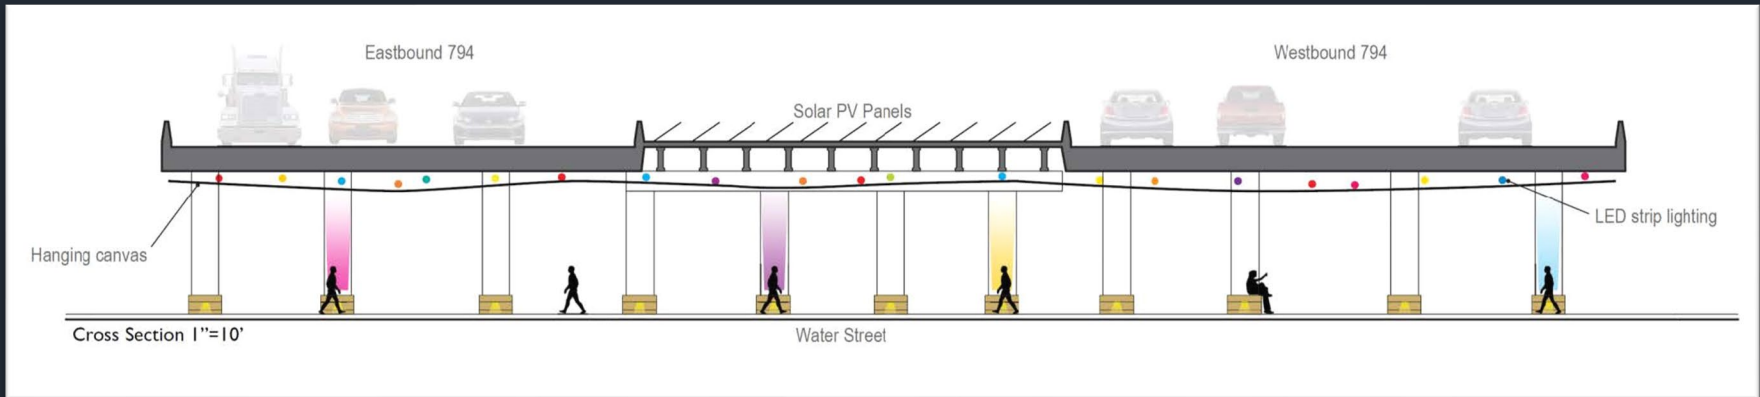 Eastbound 794
Westbound 794
Solar PV Panels
Hanging canvas
LED strip lighting
Cross Section 1”=10’
Water Street